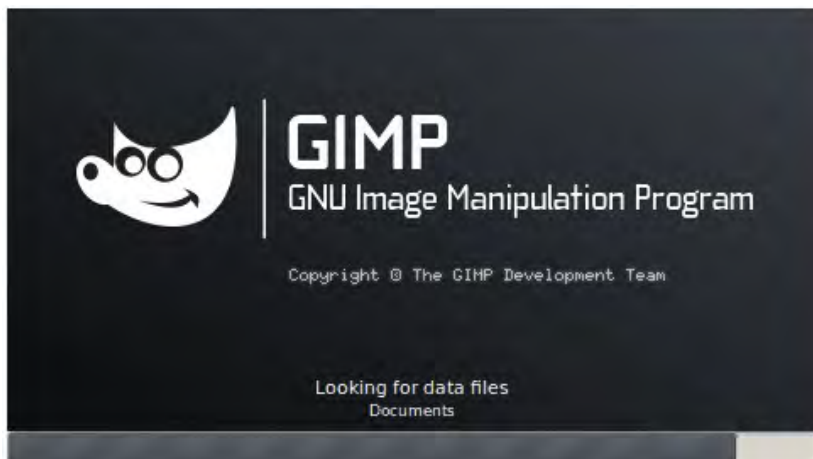 GIMP
GNU Image Manipulation Program
Copyright © The GIMP Development Team
Looking for data files
Documents